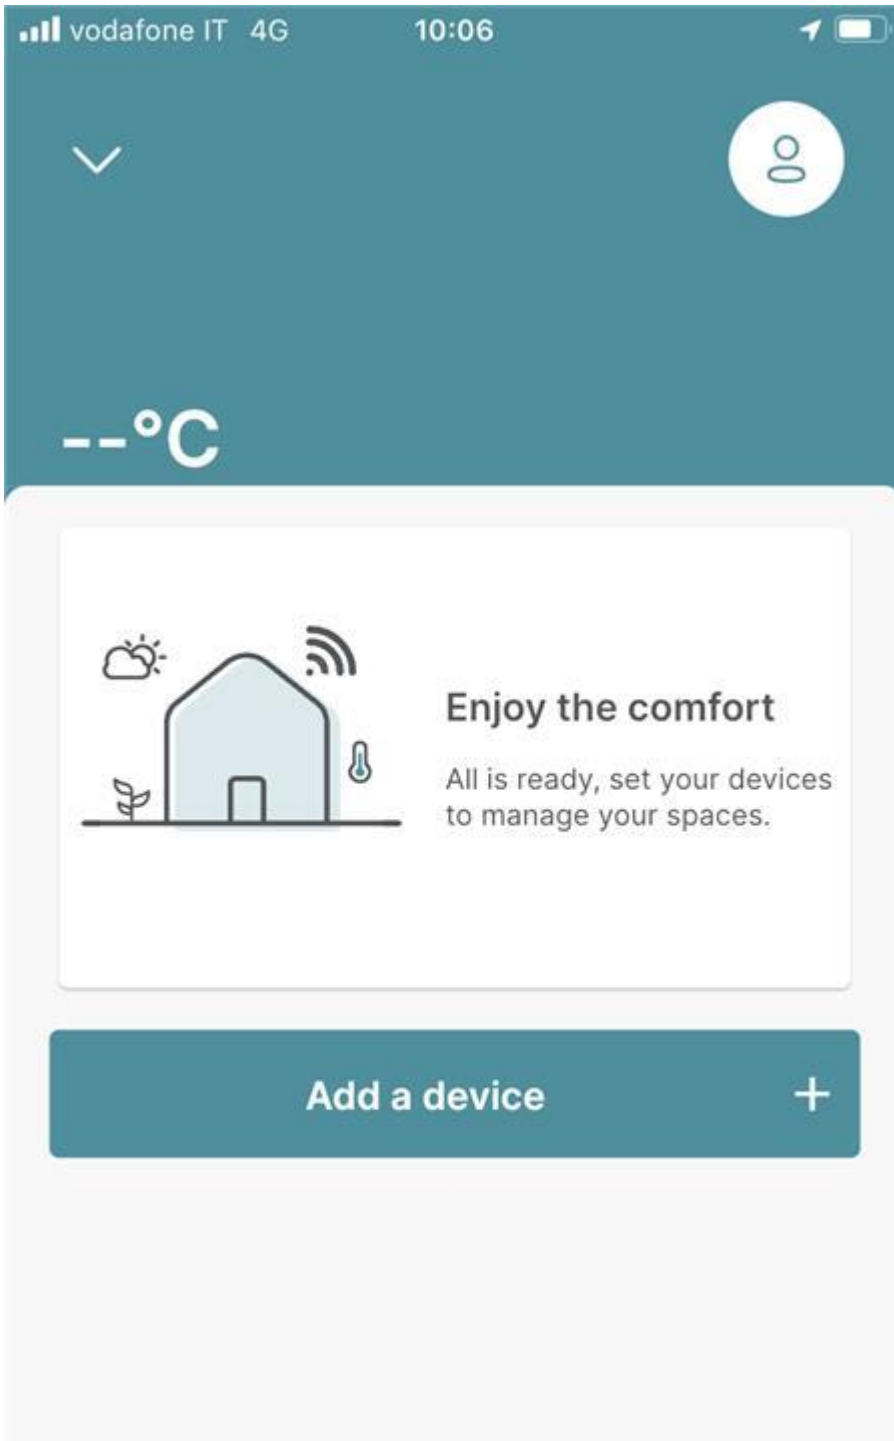 vodafone IT 4G 10:06
--°C
Enjoy the comfort
All is ready, set your devices
to manage your spaces.
Add a device +